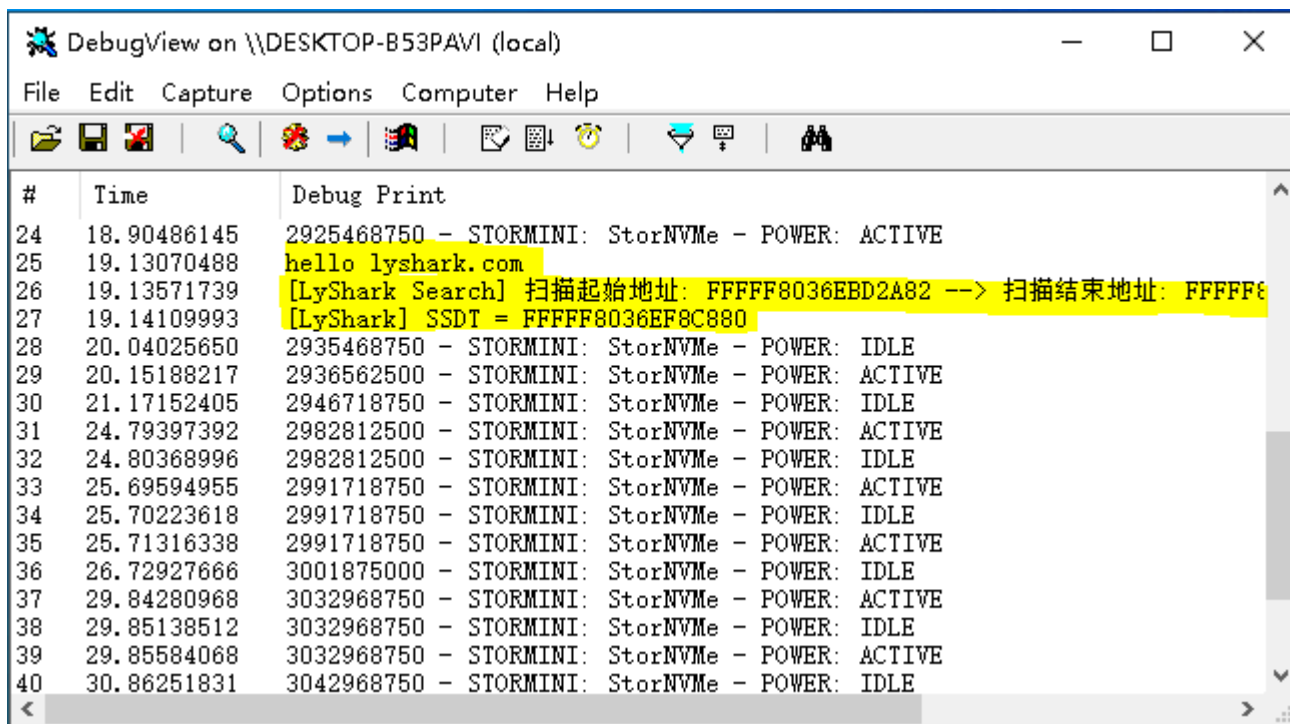 DebugView on \\DESKTOP-B53PAVI (local)
File Edit Capture Options Computer Help
# Time Debug Print
24 18.90486145 2925468750 - STORMINI: StorNVMe - POWER: ACTIVE
25 19.13070488 hello lyshark.com
26 19.13571739 [LyShark Search] 扫描起始地址: FFFFF8036EBD2A82 --> 扫描结束地址: FFFFF8
27 19.14109993 [LyShark] SSDT = FFFFF8036EF8C880
28 20.04025650 2935468750 - STORMINI: StorNVMe - POWER: IDLE
29 20.15188217 2936562500 - STORMINI: StorNVMe - POWER: ACTIVE
30 21.17152405 2946718750 - STORMINI: StorNVMe - POWER: IDLE
31 24.79397392 2982812500 - STORMINI: StorNVMe - POWER: ACTIVE
32 24.80368996 2982812500 - STORMINI: StorNVMe - POWER: IDLE
33 25.69594955 2991718750 - STORMINI: StorNVMe - POWER: ACTIVE
34 25.70223618 2991718750 - STORMINI: StorNVMe - POWER: IDLE
35 25.71316338 2991718750 - STORMINI: StorNVMe - POWER: ACTIVE
36 26.72927666 3001875000 - STORMINI: StorNVMe - POWER: IDLE
37 29.84280968 3032968750 - STORMINI: StorNVMe - POWER: ACTIVE
38 29.85138512 3032968750 - STORMINI: StorNVMe - POWER: IDLE
39 29.85584068 3032968750 - STORMINI: StorNVMe - POWER: ACTIVE
40 30.86251831 3042968750 - STORMINI: StorNVMe - POWER: IDLE